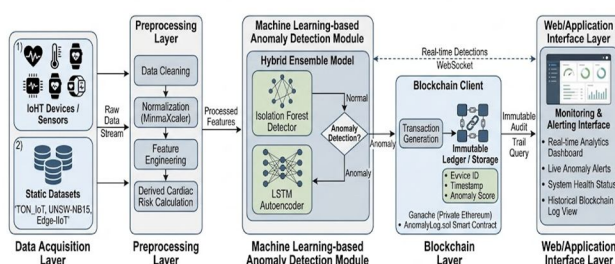 Preprocessing
Layer
Machine Learning-based
Anomaly Detection Module
Web/Application
Interface Layer
1)
IoHT Devices /
Sensors
2)
Static Datasets
'TON_IoT, UNSW-NB15,
Edge-IIoT'
Data Acquisition
Layer
Raw
Data
Stream
Data Cleaning
Normalization
(MinmaXcaler)
Feature
Engineering
Derived Cardiac
Risk Calculation
Preprocessing
Layer
Processed
Features
Hybrid Ensemble Model
Isolation Forest
Detector
Normal
Anomaly
Detection?
Anomaly
LSTM
Autoencoder
Machine Learning-based
Anomaly Detection Module
Real-time Detections
WebSocket
Anomaly
Blockchain Client
Transaction
Generation
Immutable
Ledger / Storage
• Evvice ID
• Timestamp
• Anomaly Score
Ganache (Private Ethereum)
• AnomalyLog.sol Smart Contract
Blockchain
Layer
Immutable
Audit
Trail
Query
Monitoring &
Alerting Interface
• Real-time Analytics
Dashboard
• Live Anomaly Alerts
• System Health Status
• Historical Blockchain
Log View
Web/Application
Interface Layer